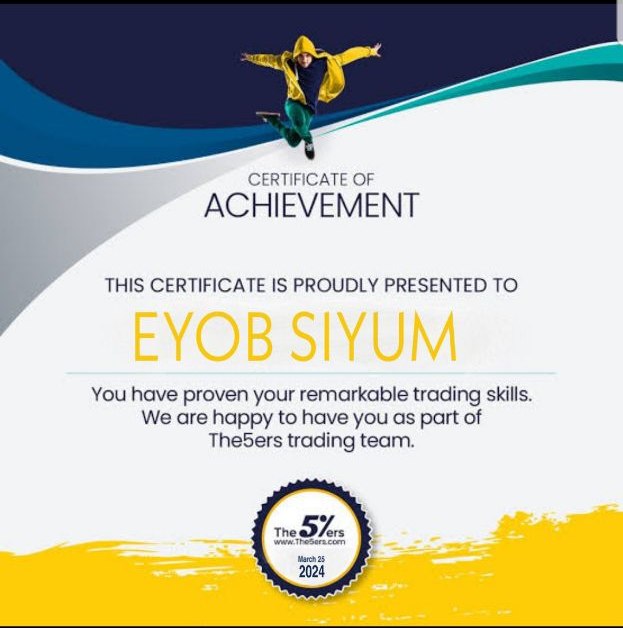 CERTIFICATE OF
ACHIEVEMENT
THIS CERTIFICATE IS PROUDLY PRESENTED TO
EYOB SIYUM
You have proven your remarkable trading skills.
We are happy to have you as part of
The5ers trading team.
The 5%ers
www.The5ers.com
March 25
2024